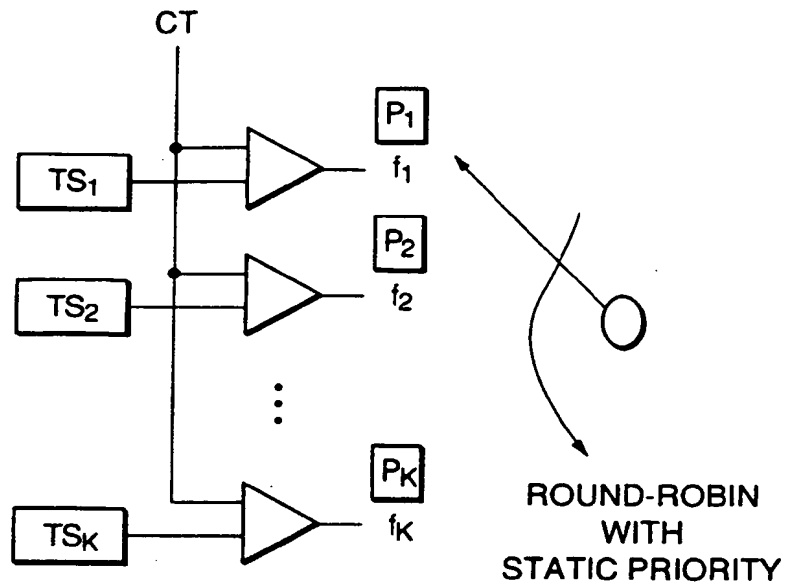 CT
P1
TS1
f1
P2
TS2
f2
PK
TSK
fK
ROUND-ROBIN
WITH
STATIC PRIORITY